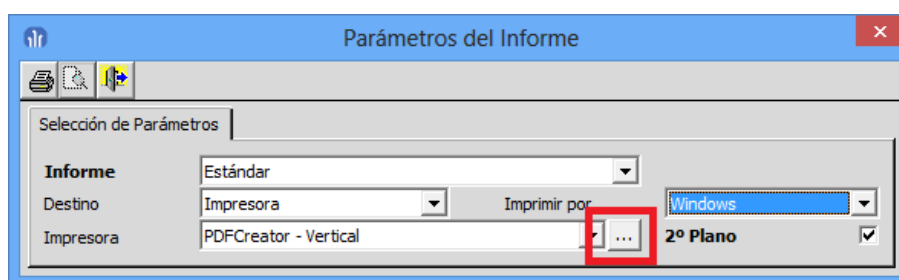 Parámetros del Informe
Selección de Parámetros
Informe Estándar
Destino Impresora Imprimir por Windows
Impresora PDFCreator - Vertical ... 2º Plano